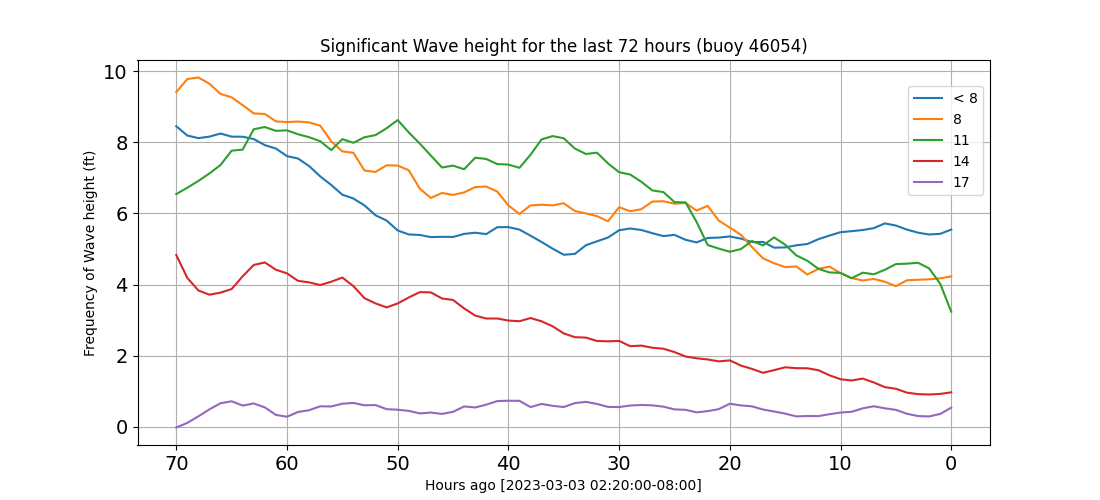 Significant Wave height for the last 72 hours (buoy 46054)
Frequency of Wave height (ft)
10
8
6
4
2
0
< 8
8
11
14
17
70 60 50 40 30 20 10 0
Hours ago [2023-03-03 02:20:00-08:00]